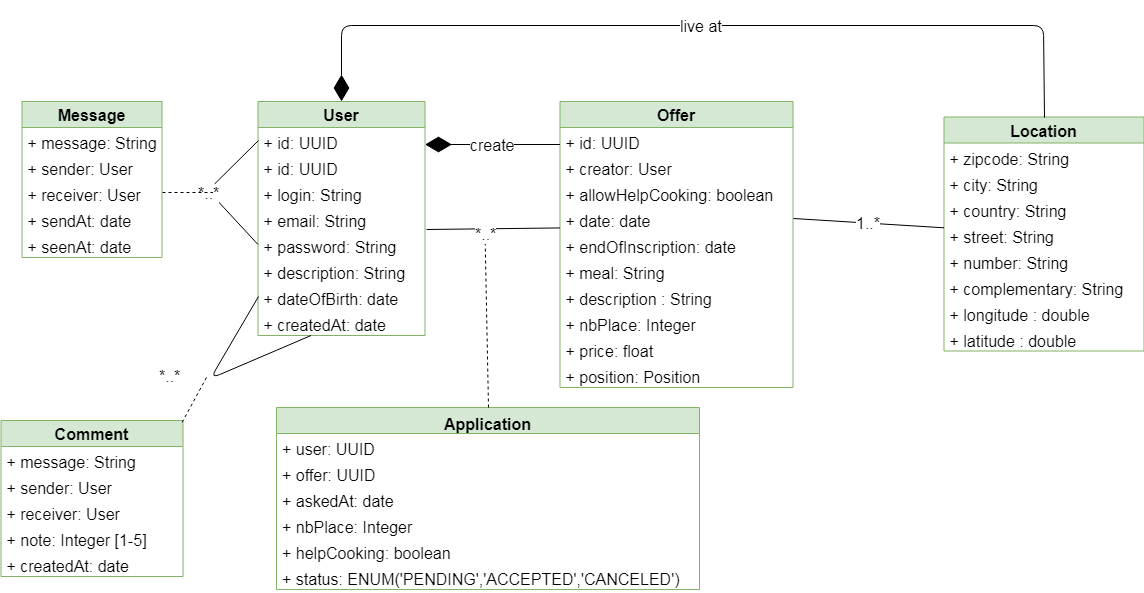 live at
Message
+ message: String
+ sender: User
+ receiver: User
+ sendAt: date
+ seenAt: date
*..*
User
+ id: UUID
+ id: UUID
+ login: String
+ email: String
+ password: String
+ description: String
+ dateOfBirth: date
+ createdAt: date
create
*..*
Offer
+ id: UUID
+ creator: User
+ allowHelpCooking: boolean
+ date: date
+ endOfInscription: date
+ meal: String
+ description : String
+ nbPlace: Integer
+ price: float
+ position: Position
1..*
Location
+ zipcode: String
+ city: String
+ country: String
+ street: String
+ number: String
+ complementary: String
+ longitude : double
+ latitude : double
*..*
Comment
+ message: String
+ sender: User
+ receiver: User
+ note: Integer [1-5]
+ createdAt: date
Application
+ user: UUID
+ offer: UUID
+ askedAt: date
+ nbPlace: Integer
+ helpCooking: boolean
+ status: ENUM('PENDING','ACCEPTED','CANCELED')